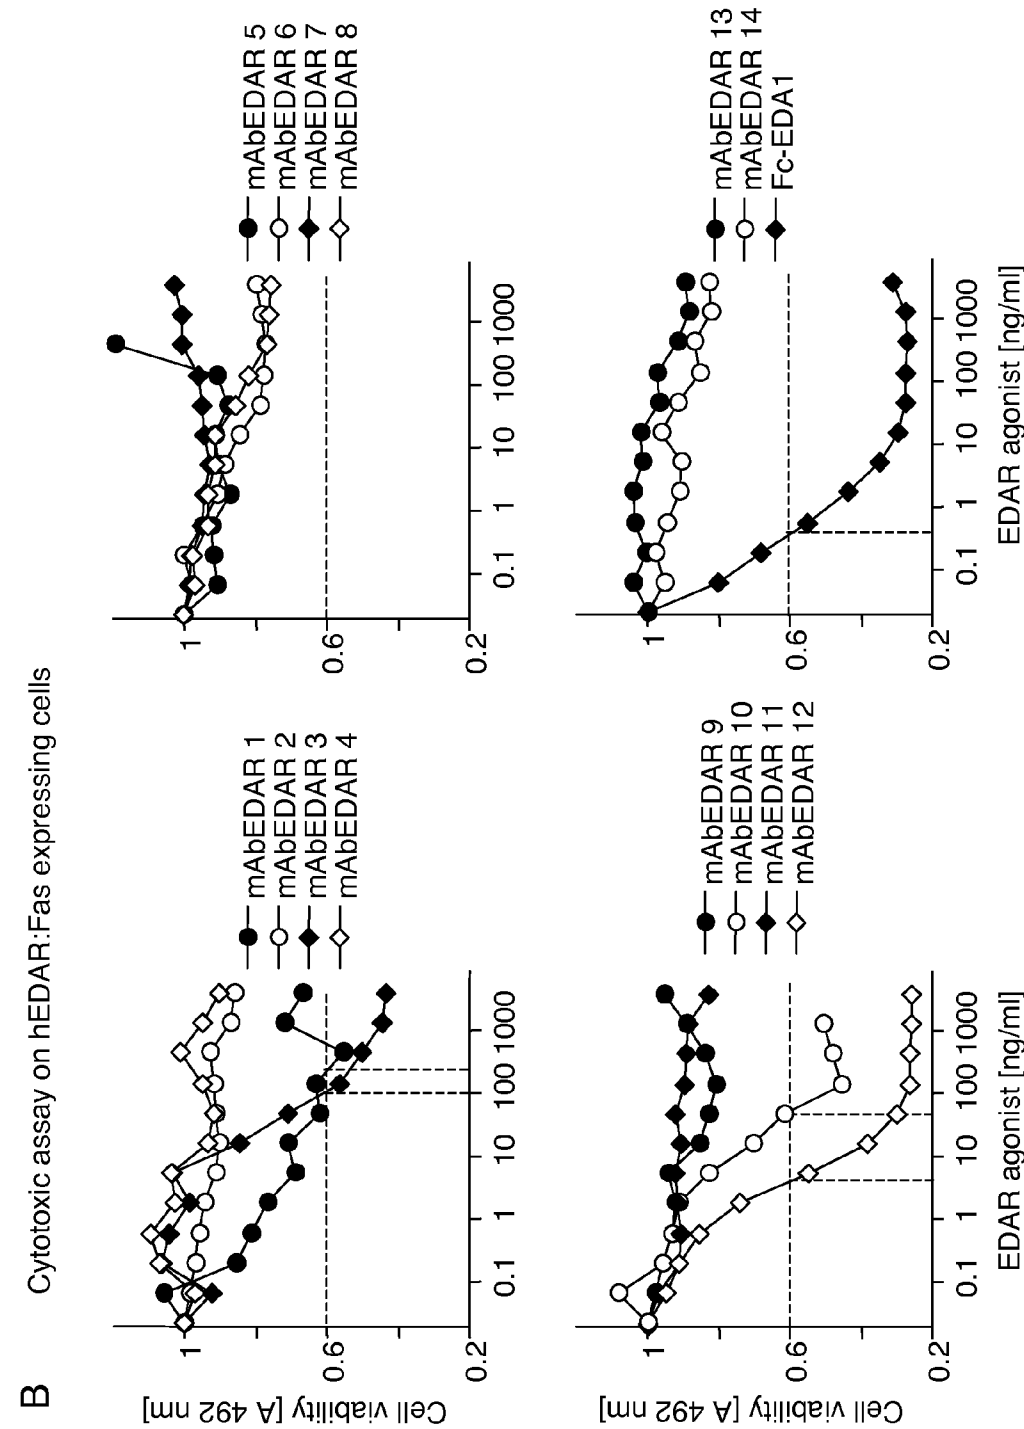 B
Cytotoxic assay on hEDAR:Fas expressing cells
Cell viability [A 492 nm]
1
0.6
0.2
0.1
1
10
100
1000
mAbEDAR 1
mAbEDAR 2
mAbEDAR 3
mAbEDAR 4
1
0.6
0.2
0.1
1
10
100
1000
mAbEDAR 5
mAbEDAR 6
mAbEDAR 7
mAbEDAR 8
Cell viability [A 492 nm]
1
0.6
0.2
0.1
1
10
100
1000
EDAR agonist [ng/ml]
mAbEDAR 9
mAbEDAR 10
mAbEDAR 11
mAbEDAR 12
1
0.6
0.2
0.1
1
10
100
1000
EDAR agonist [ng/ml]
mAbEDAR 13
mAbEDAR 14
Fc-EDA1